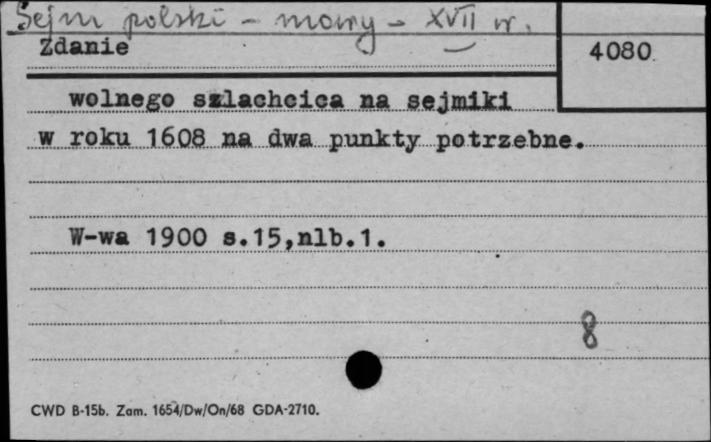 Sejm polski - mowy - XVII w.
Zdanie
4080.
wolnego szlachcica na sejmiki
w roku 1608 na dwa punkty potrzebne.
W-wa 1900 s.15,nlb.1.
8
CWD B-15b. Zam. 1654/Dw/On/68 GDA-2710.